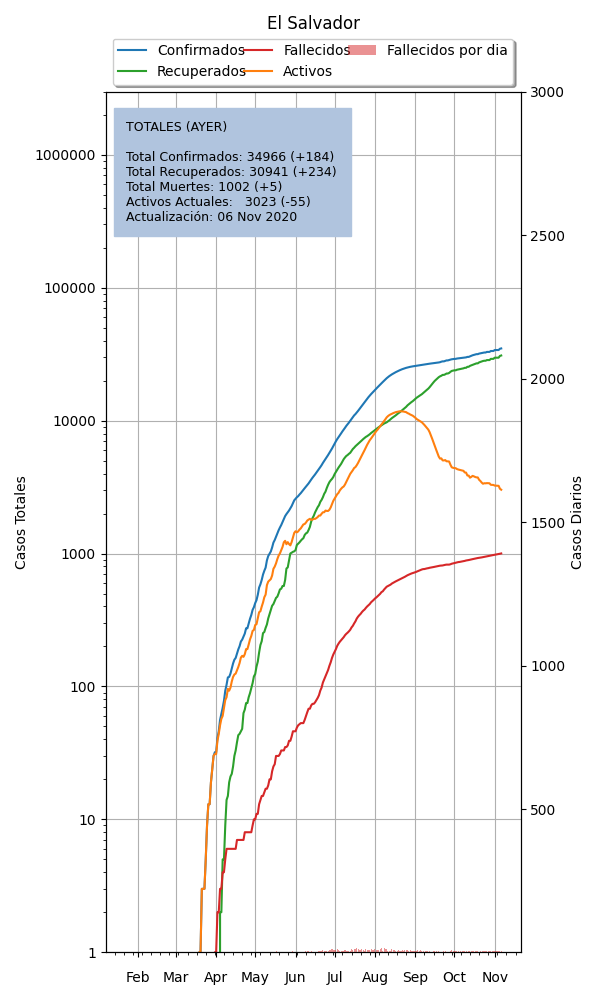 El Salvador
Confirmados Fallecidos Fallecidos por dia
Recuperados Activos
TOTALES (AYER)
Total Confirmados: 34966 (+184)
Total Recuperados: 30941 (+234)
Total Muertes: 1002 (+5)
Activos Actuales: 3023 (-55)
Actualización: 06 Nov 2020
Casos Totales
1000000
100000
10000
1000
100
10
1
Casos Diarios
3000
2500
2000
1500
1000
500
Feb Mar Apr May Jun Jul Aug Sep Oct Nov